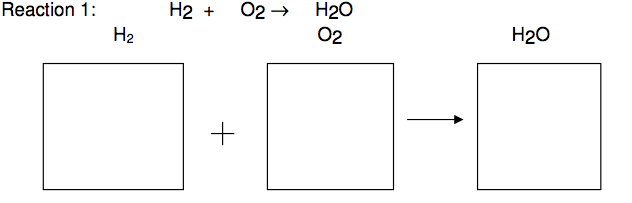 Reaction 1: H2 + O2 → H2O
H2 O2 H2O
+ →